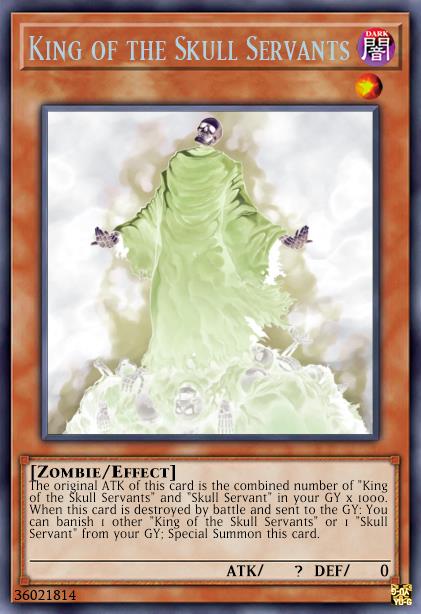 King of the Skull Servants
DARK
闇
[Zombie/Effect]
The original ATK of this card is the combined number of "King
of the Skull Servants" and "Skull Servant" in your GY x 1000.
When this card is destroyed by battle and sent to the GY: You
can banish 1 other "King of the Skull Servants" or 1 "Skull
Servant" from your GY; Special Summon this card.
ATK/ ? DEF/ 0
36021814